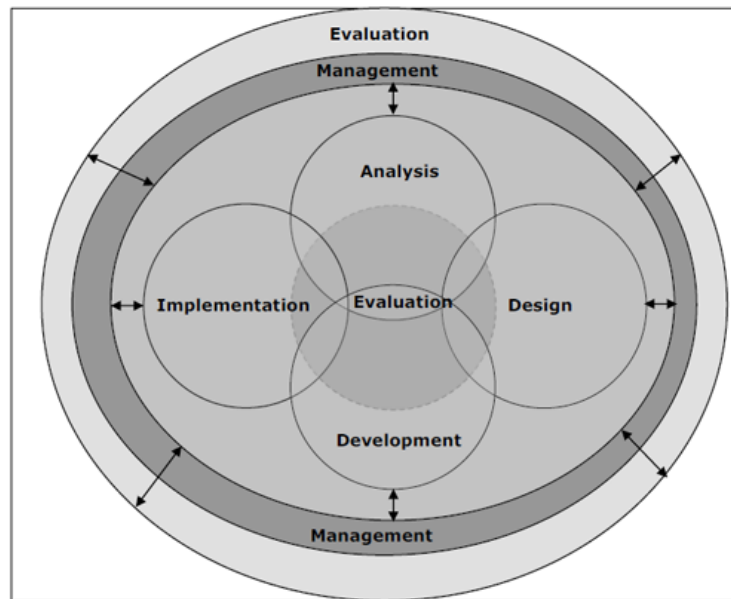 Evaluation
Management
Analysis
Implementation
Evaluation
Design
Development
Management